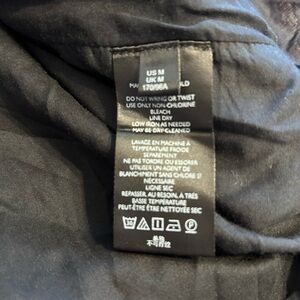 US M
UK M
170/96A
DO NOT WRING OR TWIST
USE ONLY NON-CHLORINE
BLEACH
LINE DRY
LOW IRON AS NEEDED
MAY BE DRY-CLEANED
LAVAGE EN MACHINE À
TEMPÉRATURE FROIDE
SÉPARÉMENT
NE PAS TORDRE OU ESSORER
UTILISER UN AGENT DE
BLANCHIMENT SANS CHLORE SI
NÉCESSAIRE
LIGNE SEC
REPASSER, AU BESOIN, À TRÈS
BASSE TEMPÉRATURE
PEUT-ÊTRE ÊTRE NETTOYÉE SEC
P
不可拧绞